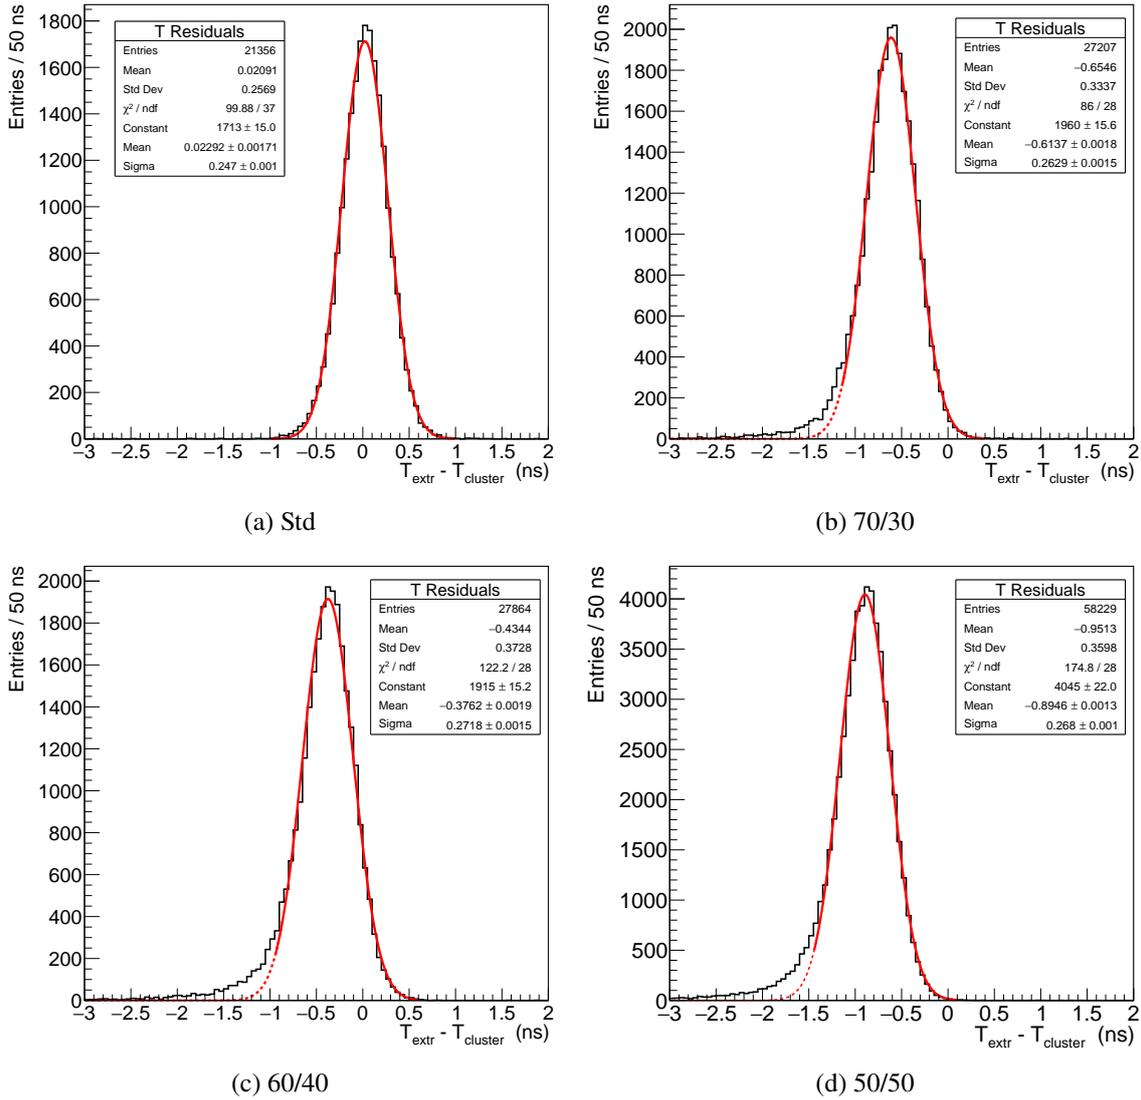 Entries / 50 ns
1800
1600
1400
1200
1000
800
600
400
200
0
T Residuals
Entries 21356
Mean 0.02091
Std Dev 0.2569
χ² / ndf 99.88 / 37
Constant 1713 ± 15.0
Mean 0.02292 ± 0.00171
Sigma 0.247 ± 0.001
−3 −2.5 −2 −1.5 −1 −0.5 0 0.5 1 1.5 2
T_extr - T_cluster (ns)
(a) Std
Entries / 50 ns
2000
1800
1600
1400
1200
1000
800
600
400
200
0
T Residuals
Entries 27207
Mean −0.6546
Std Dev 0.3337
χ² / ndf 86 / 28
Constant 1960 ± 15.6
Mean −0.6137 ± 0.0018
Sigma 0.2629 ± 0.0015
−3 −2.5 −2 −1.5 −1 −0.5 0 0.5 1 1.5 2
T_extr - T_cluster (ns)
(b) 70/30
Entries / 50 ns
2000
1800
1600
1400
1200
1000
800
600
400
200
0
T Residuals
Entries 27864
Mean −0.4344
Std Dev 0.3728
χ² / ndf 122.2 / 28
Constant 1915 ± 15.2
Mean −0.3762 ± 0.0019
Sigma 0.2718 ± 0.0015
−3 −2.5 −2 −1.5 −1 −0.5 0 0.5 1 1.5 2
T_extr - T_cluster (ns)
(c) 60/40
Entries / 50 ns
4000
3500
3000
2500
2000
1500
1000
500
0
T Residuals
Entries 58229
Mean −0.9513
Std Dev 0.3598
χ² / ndf 174.8 / 28
Constant 4045 ± 22.0
Mean −0.8946 ± 0.0013
Sigma 0.268 ± 0.001
−3 −2.5 −2 −1.5 −1 −0.5 0 0.5 1 1.5 2
T_extr - T_cluster (ns)
(d) 50/50